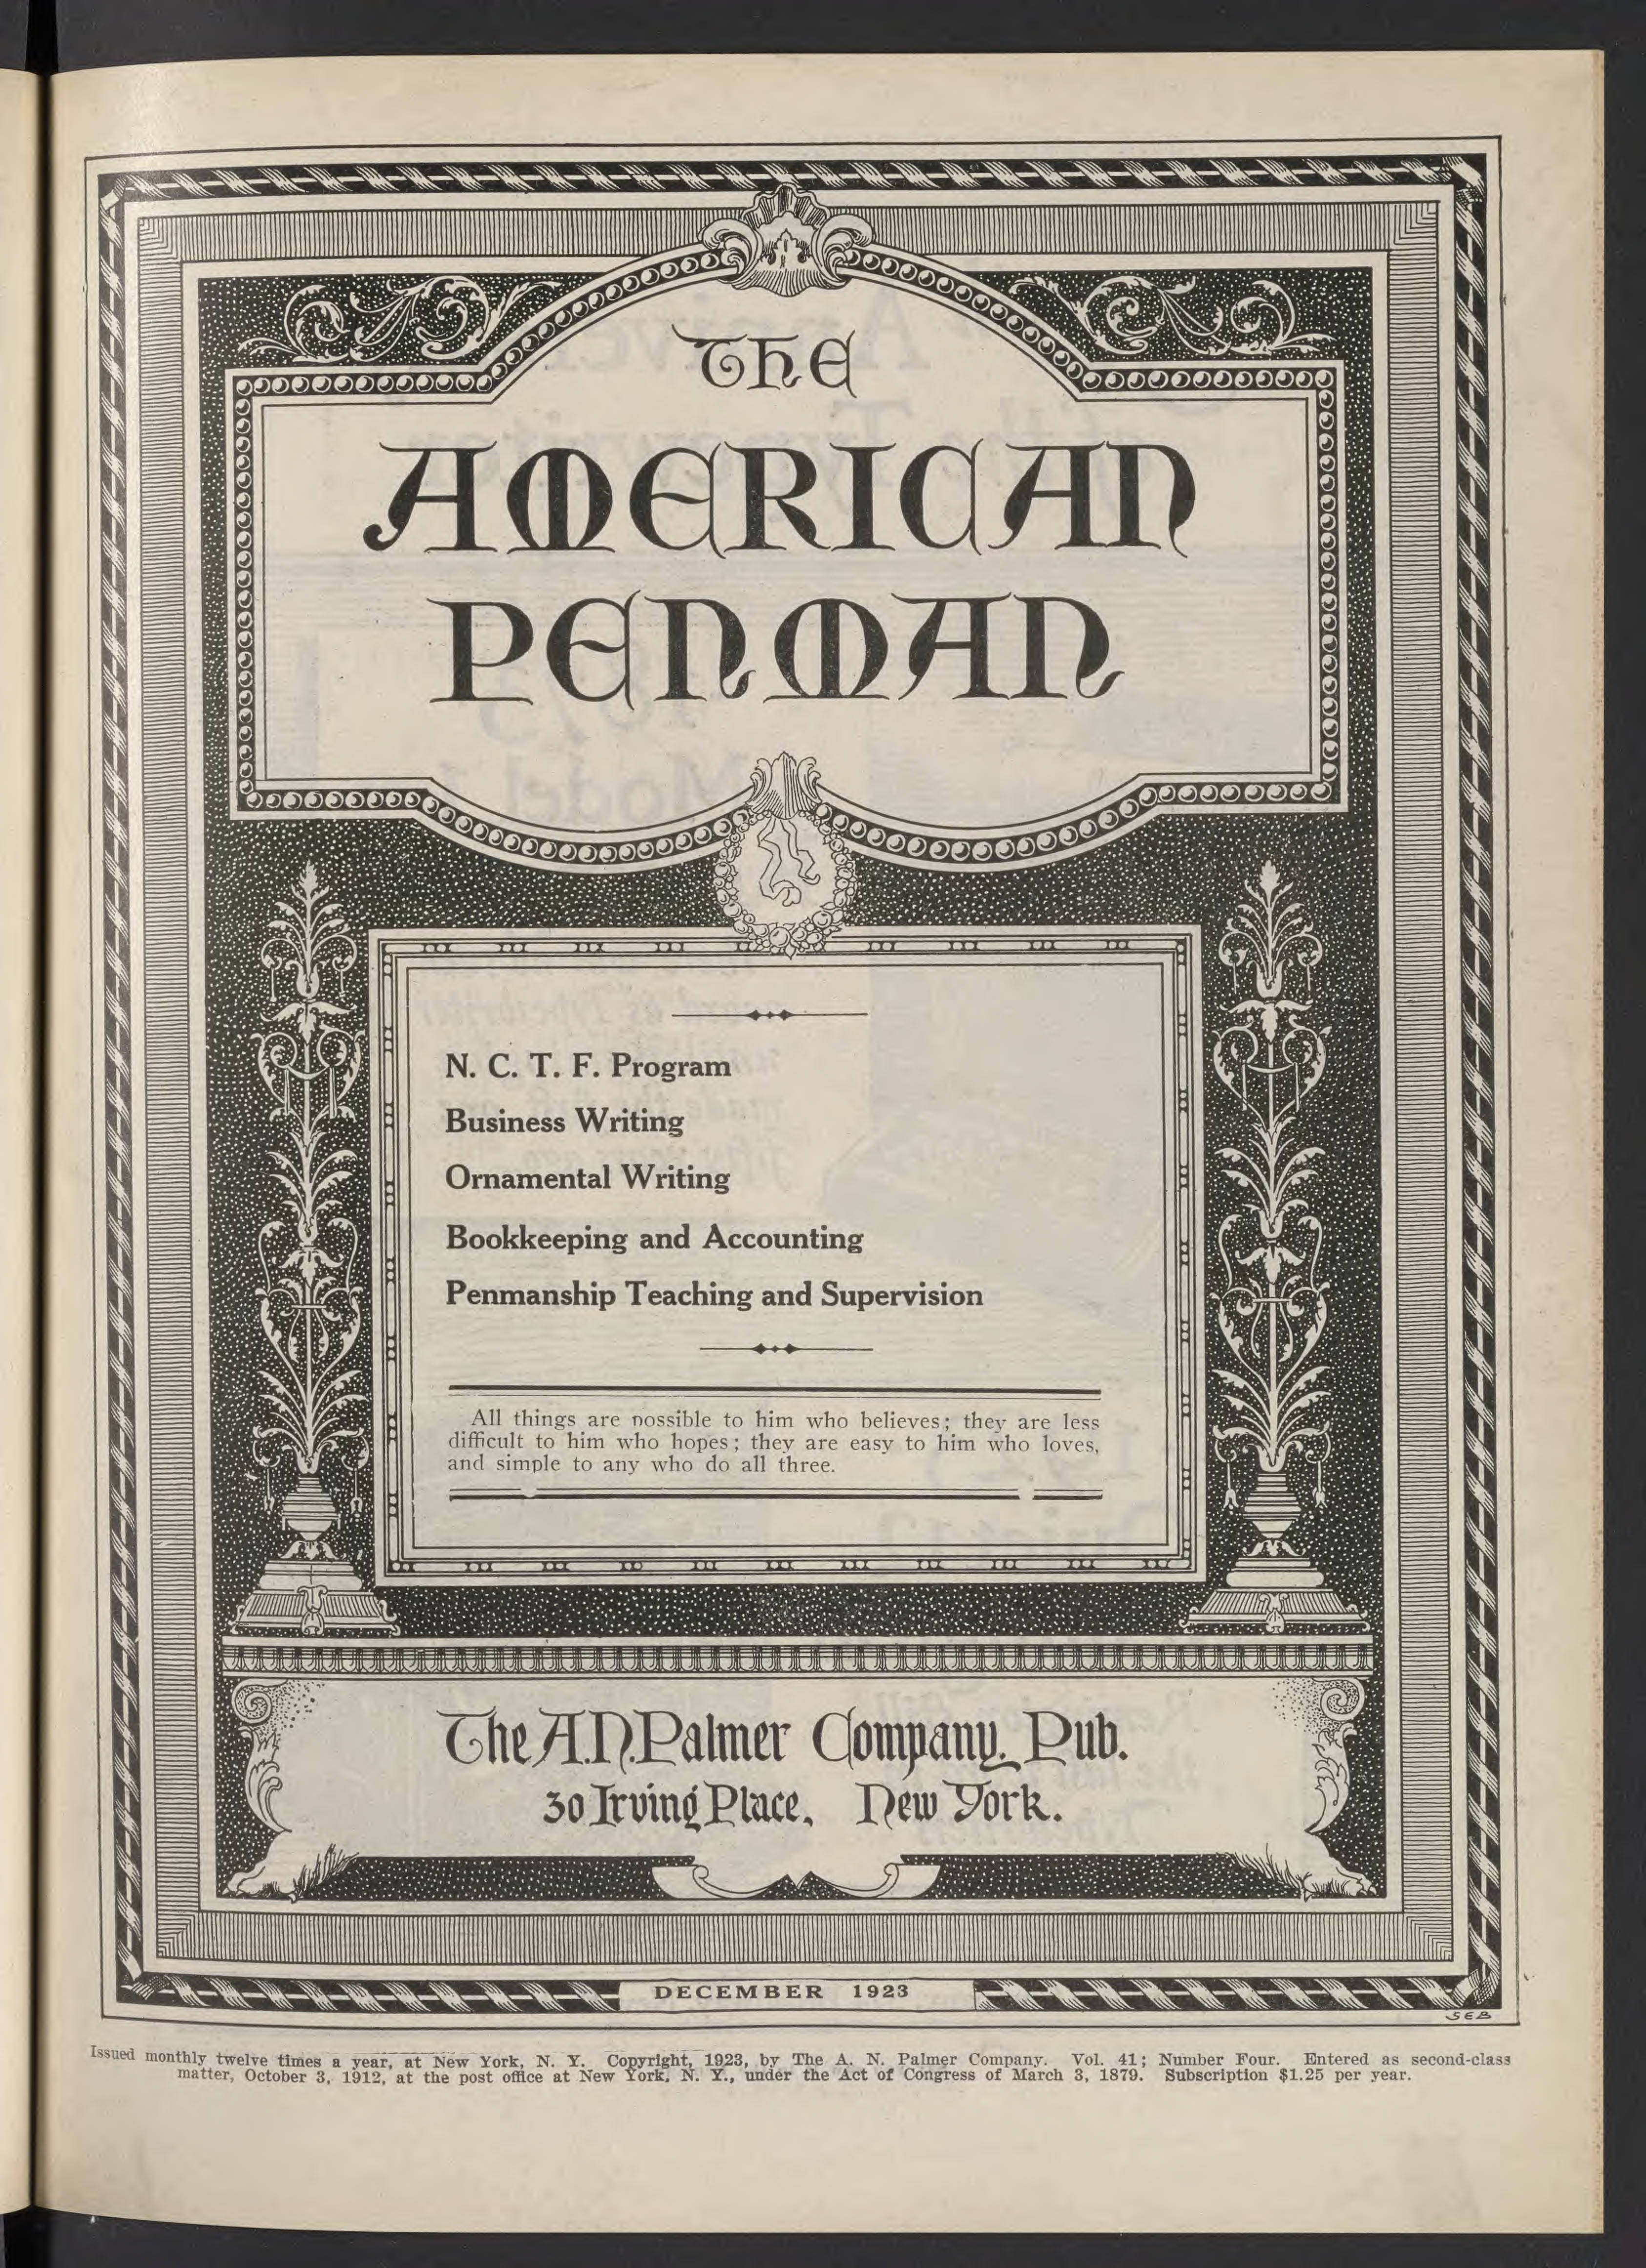 THE
AMERICAN
PENMAN
N. C. T. F. Program
Business Writing
Ornamental Writing
Bookkeeping and Accounting
Penmanship Teaching and Supervision
All things are possible to him who believes; they are less
difficult to him who hopes; they are easy to him who loves,
and simple to any who do all three.
The A.N. Palmer Company. Pub.
30 Irving Place, New York.
DECEMBER 1923
SEB
Issued monthly twelve times a year, at New York, N. Y. Copyright, 1923, by The A. N. Palmer Company. Vol. 41; Number Four. Entered as second-class
matter, October 3, 1912, at the post office at New York, N. Y., under the Act of Congress of March 3, 1879. Subscription $1.25 per year.